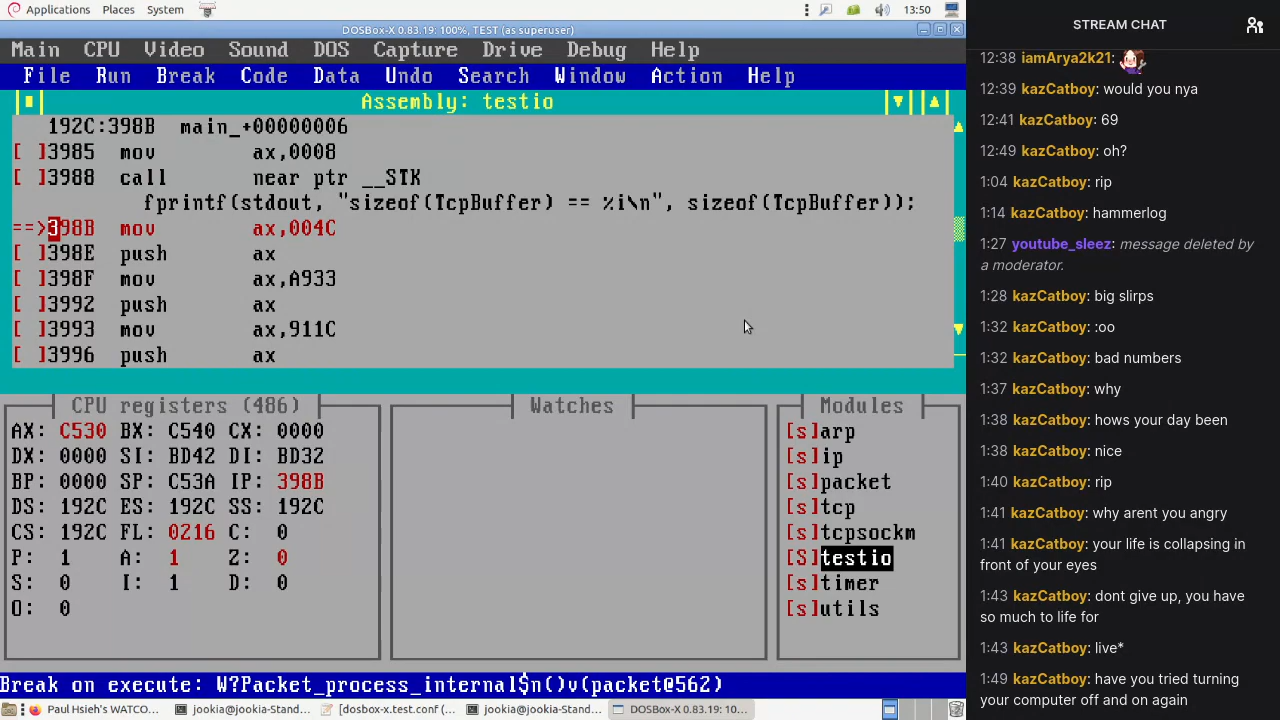 Applications Places System 13:50
DOSBox-X 0.83.19: 100%, TEST (as superuser)
Main CPU Video Sound DOS Capture Drive Debug Help
File Run Break Code Data Undo Search Window Action Help
Assembly: testio
192C:398B main_+00000006
[ ]3985 mov ax,0008
[ ]3988 call near ptr __STK
fprintf(stdout, "sizeof(TcpBuffer) == %i\n", sizeof(TcpBuffer));
==>398B mov ax,004C
[ ]398E push ax
[ ]398F mov ax,A933
[ ]3992 push ax
[ ]3993 mov ax,911C
[ ]3996 push ax
CPU registers (486)
AX: C530 BX: C540 CX: 0000
DX: 0000 SI: BD42 DI: BD32
BP: 0000 SP: C53A IP: 398B
DS: 192C ES: 192C SS: 192C
CS: 192C FL: 0216 C: 0
P: 1 A: 1 Z: 0
S: 0 I: 1 D: 0
O: 0
Watches
Modules
[s]arp
[s]ip
[s]packet
[s]tcp
[s]tcpsockm
[S]testio
[s]timer
[s]utils
Break on execute: W?Packet_process_internal$n()v(packet@562)
Paul Hsieh's WATCO... jookia@jookia-Stand... [dosbox-x.test.conf (... jookia@jookia-Stand... DOSBox-X 0.83.19: 10...
STREAM CHAT
12:38 iamArya2k21:
12:39 kazCatboy: would you nya
12:41 kazCatboy: 69
12:49 kazCatboy: oh?
1:04 kazCatboy: rip
1:14 kazCatboy: hammerlog
1:27 youtube_sleez: message deleted by
a moderator.
1:28 kazCatboy: big slirps
1:32 kazCatboy: :oo
1:32 kazCatboy: bad numbers
1:37 kazCatboy: why
1:38 kazCatboy: hows your day been
1:38 kazCatboy: nice
1:40 kazCatboy: rip
1:41 kazCatboy: why arent you angry
1:41 kazCatboy: your life is collapsing in
front of your eyes
1:43 kazCatboy: dont give up, you have
so much to life for
1:43 kazCatboy: live*
1:49 kazCatboy: have you tried turning
your computer off and on again